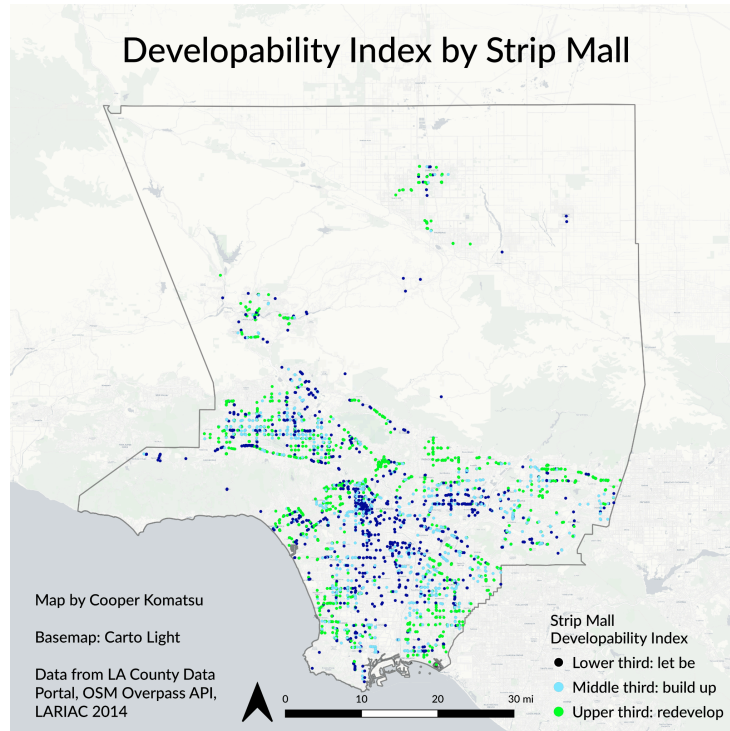 Developability Index by Strip Mall
Map by Cooper Komatsu
Basemap: Carto Light
Data from LA County Data
Portal, OSM Overpass API,
LARIAC 2014
0 10 20 30 mi
Strip Mall
Developability Index
Lower third: let be
Middle third: build up
Upper third: redevelop